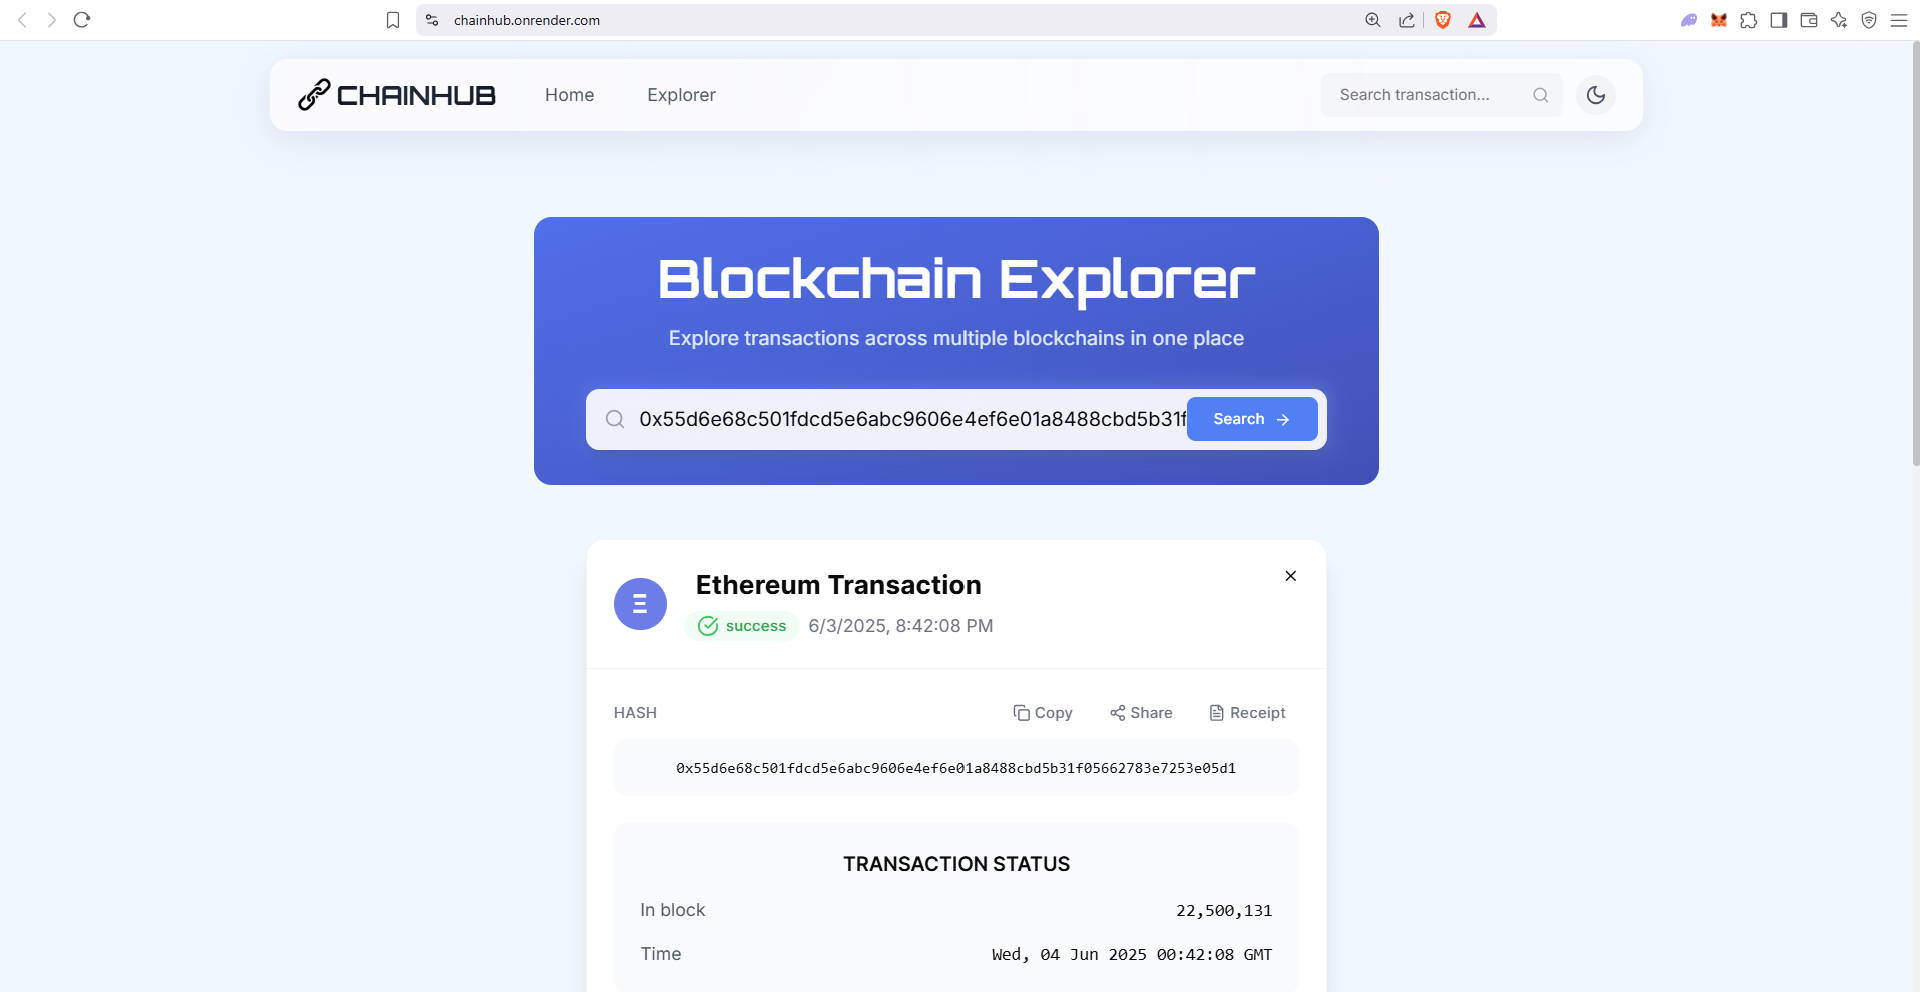 chainhub.onrender.com
CHAINHUB
Home
Explorer
Search transaction...
Blockchain Explorer
Explore transactions across multiple blockchains in one place
0x55d6e68c501fdcd5e6abc9606e4ef6e01a8488cbd5b31f
Search →
Ξ
Ethereum Transaction
success
6/3/2025, 8:42:08 PM
HASH
Copy
Share
Receipt
0x55d6e68c501fdcd5e6abc9606e4ef6e01a8488cbd5b31f05662783e7253e05d1
TRANSACTION STATUS
In block
22,500,131
Time
Wed, 04 Jun 2025 00:42:08 GMT